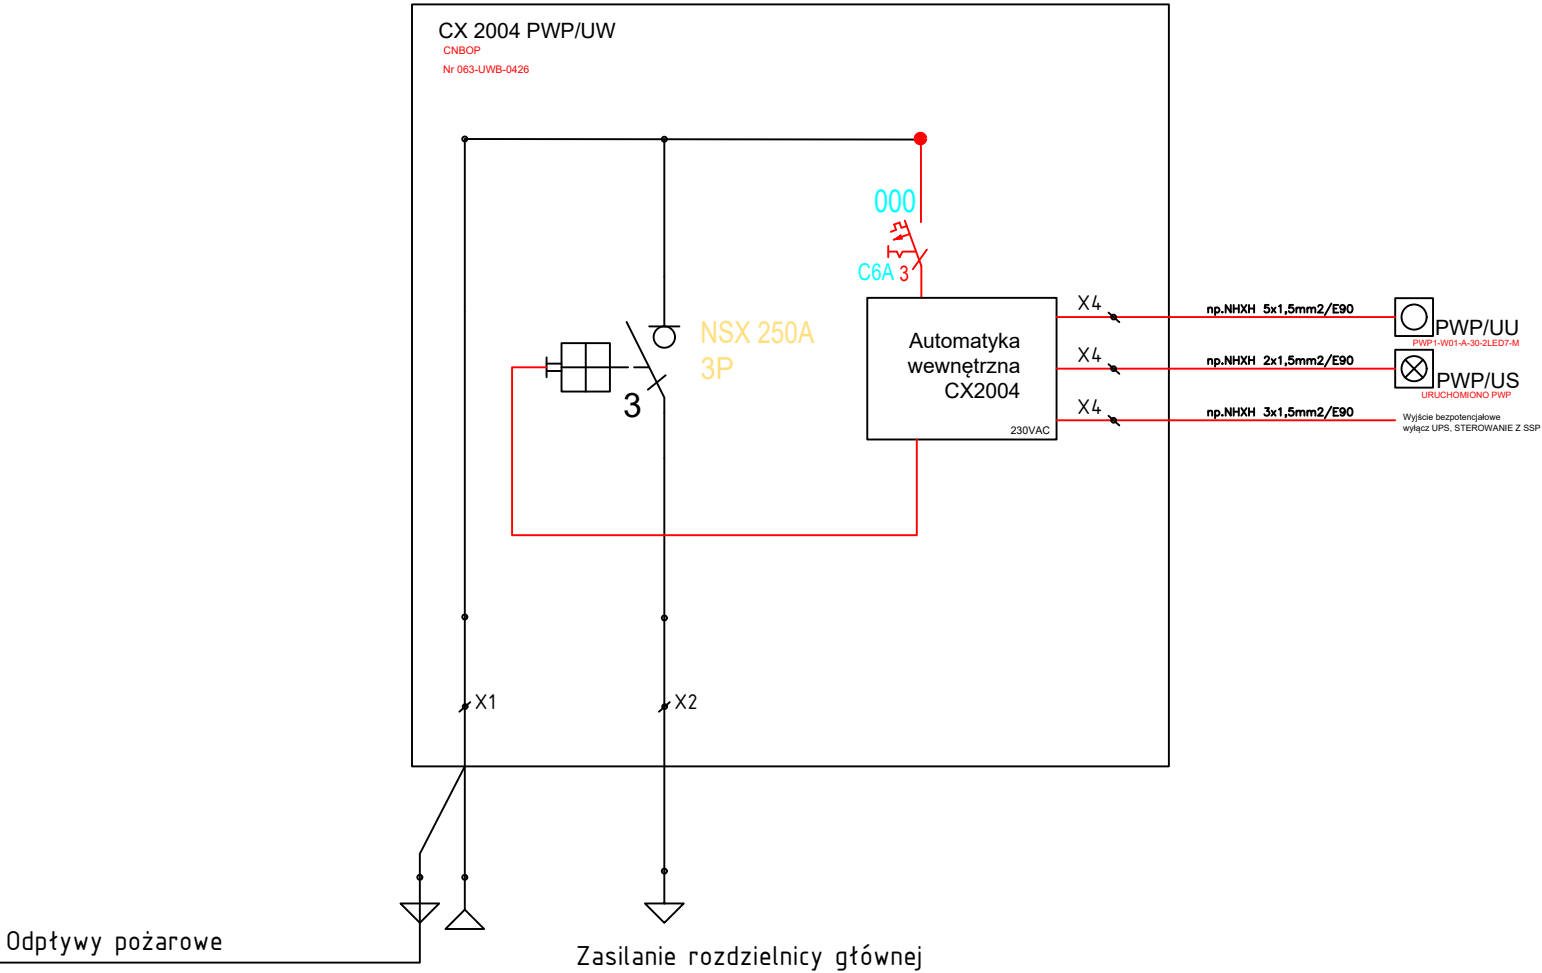 CX 2004 PWP/UW
CNBOP
Nr 063-UWB-0426
000
C6A 3
NSX 250A
3P
3
Automatyka
wewnętrzna
CX2004
230VAC
X4
np.NHXH 5x1,5mm2/E90
PWP/UU
PWP1-W01-A-30-2LED7-M
X4
np.NHXH 2x1,5mm2/E90
PWP/US
URUCHOMIONO PWP
X4
np.NHXH 3x1,5mm2/E90
Wyjście bezpotencjałowe
wyłącz UPS, STEROWANIE Z SSP
X1
X2
Odpływy pożarowe
Zasilanie rozdzielnicy głównej